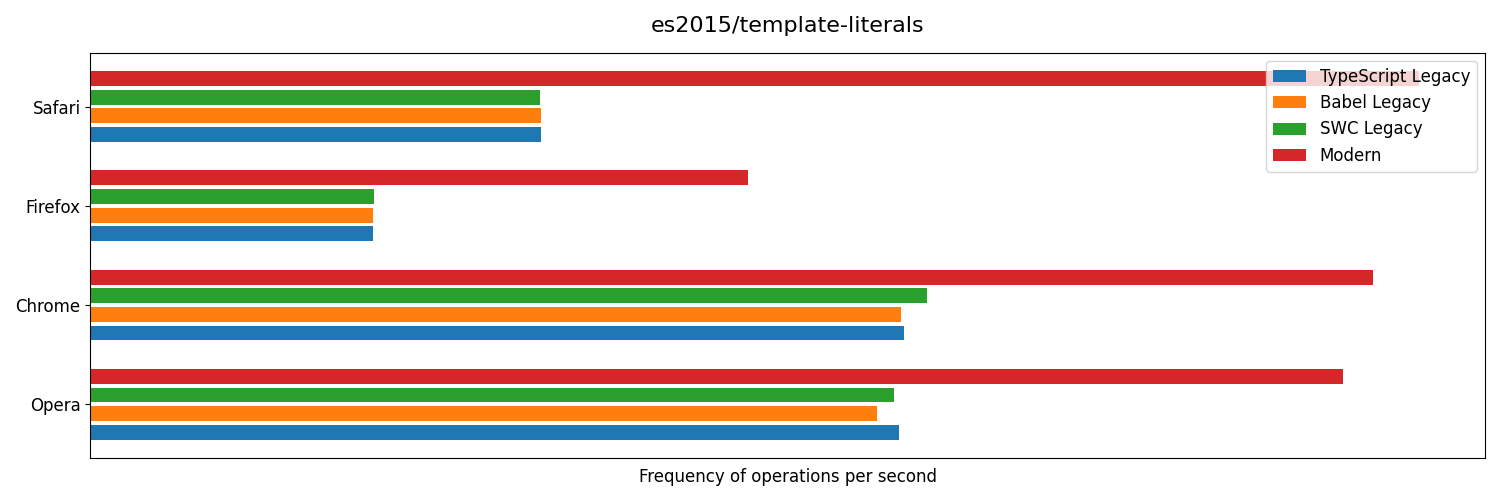 es2015/template-literals
TypeScript Legacy
Babel Legacy
SWC Legacy
Modern
Safari
Firefox
Chrome
Opera
Frequency of operations per second